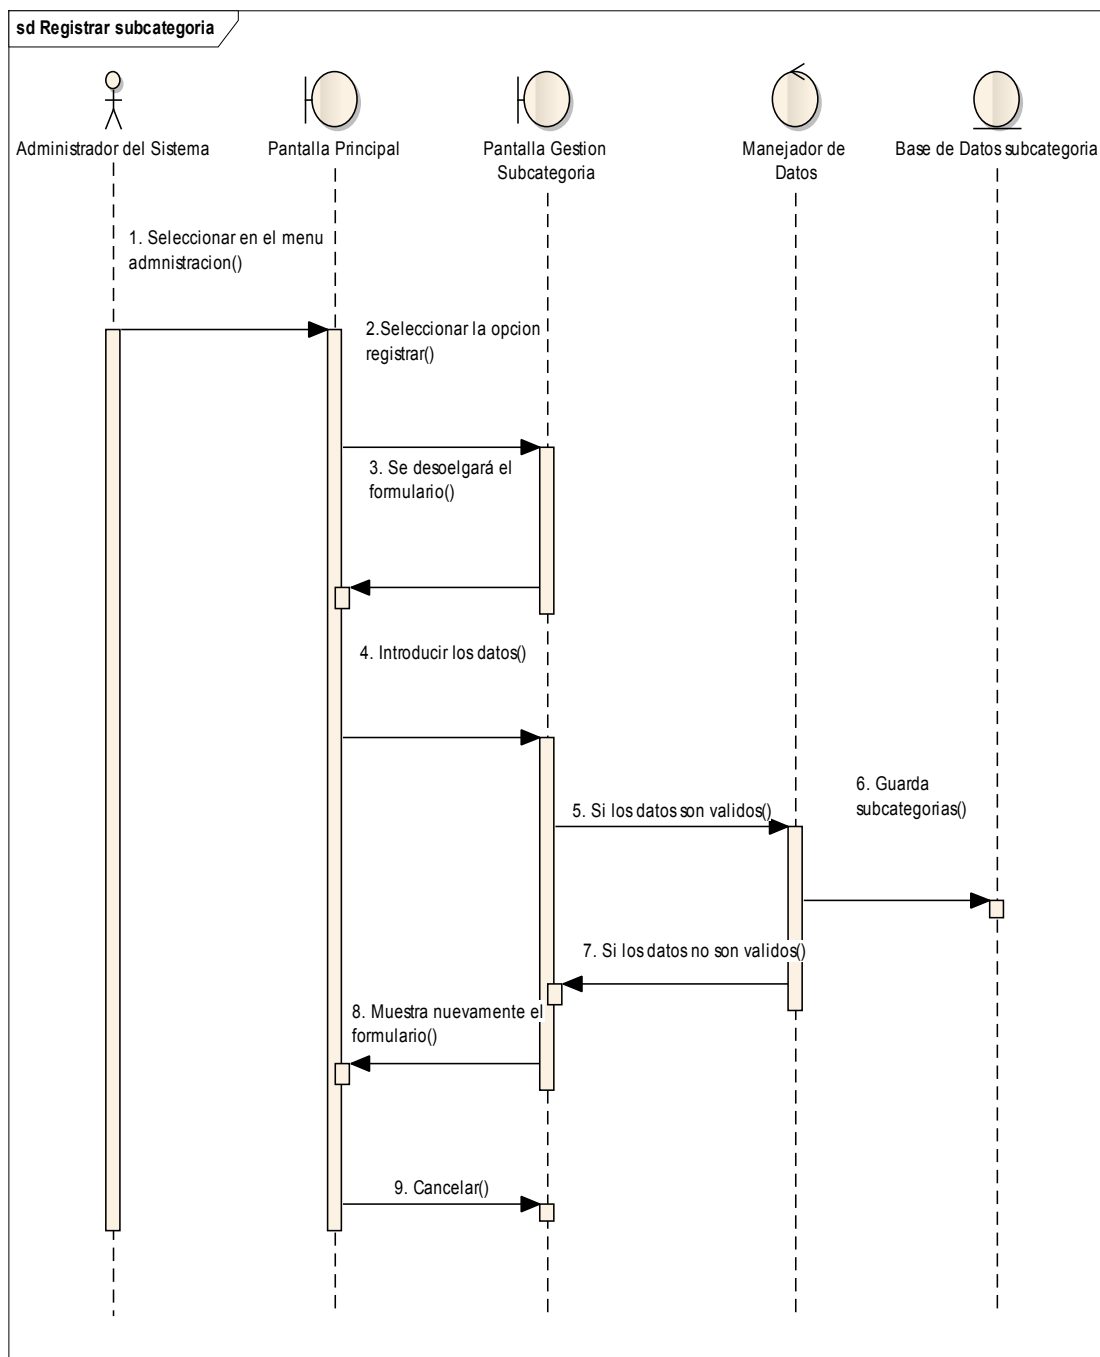 sd Registrar subcategoria
Administrador del Sistema
Pantalla Principal
Pantalla Gestion
Subcategoria
Manejador de
Datos
Base de Datos subcategoria
1. Seleccionar en el menu
admnistracion()
2.Seleccionar la opcion
registrar()
3. Se desoelgará el
formulario()
4. Introducir los datos()
5. Si los datos son validos()
6. Guarda
subcategorias()
7. Si los datos no son validos()
8. Muestra nuevamente el
formulario()
9. Cancelar()